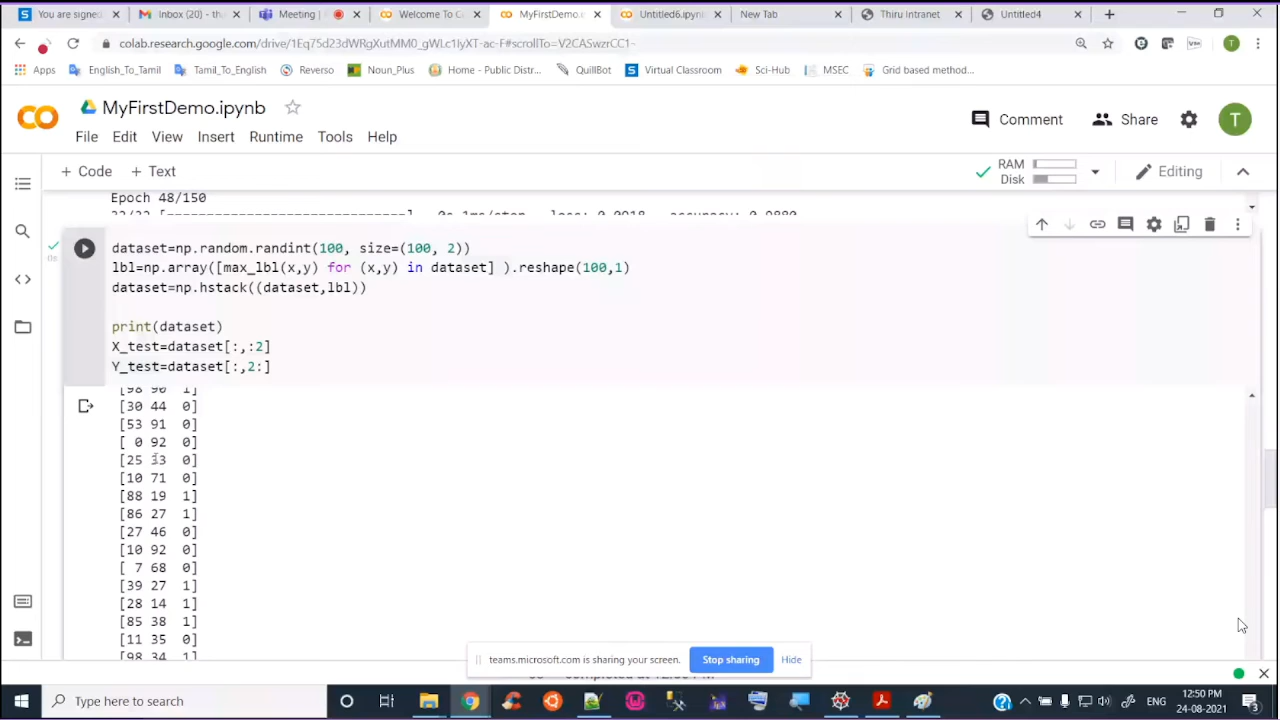 You are signed
Inbox (20) - tha
Meeting |
Welcome To Co
MyFirstDemo.i
Untitled6.ipyn
New Tab
Thiru Intranet
Untitled4
colab.research.google.com/drive/1Eq75d23dWRgXutMM0_gWLc1IyXT-ac-F#scrollTo=V2CASwzrCC1-
Apps
English_To_Tamil
Tamil_To_English
Reverso
Noun_Plus
Home - Public Distr...
QuillBot
Virtual Classroom
Sci-Hub
MSEC
Grid based method...
MyFirstDemo.ipynb
Comment
Share
T
File Edit View Insert Runtime Tools Help
+ Code + Text
RAM
Disk
Editing
Epoch 48/150
dataset=np.random.randint(100, size=(100, 2))
lbl=np.array([max_lbl(x,y) for (x,y) in dataset] ).reshape(100,1)
dataset=np.hstack((dataset,lbl))
print(dataset)
X_test=dataset[:,:2]
Y_test=dataset[:,2:]
[98 90 1]
[30 44 0]
[53 91 0]
[ 0 92 0]
[25 33 0]
[10 71 0]
[88 19 1]
[86 27 1]
[27 46 0]
[10 92 0]
[ 7 68 0]
[39 27 1]
[28 14 1]
[85 38 1]
[11 35 0]
[98 34 1]
teams.microsoft.com is sharing your screen.
Stop sharing
Hide
Type here to search
ENG
12:50 PM
24-08-2021